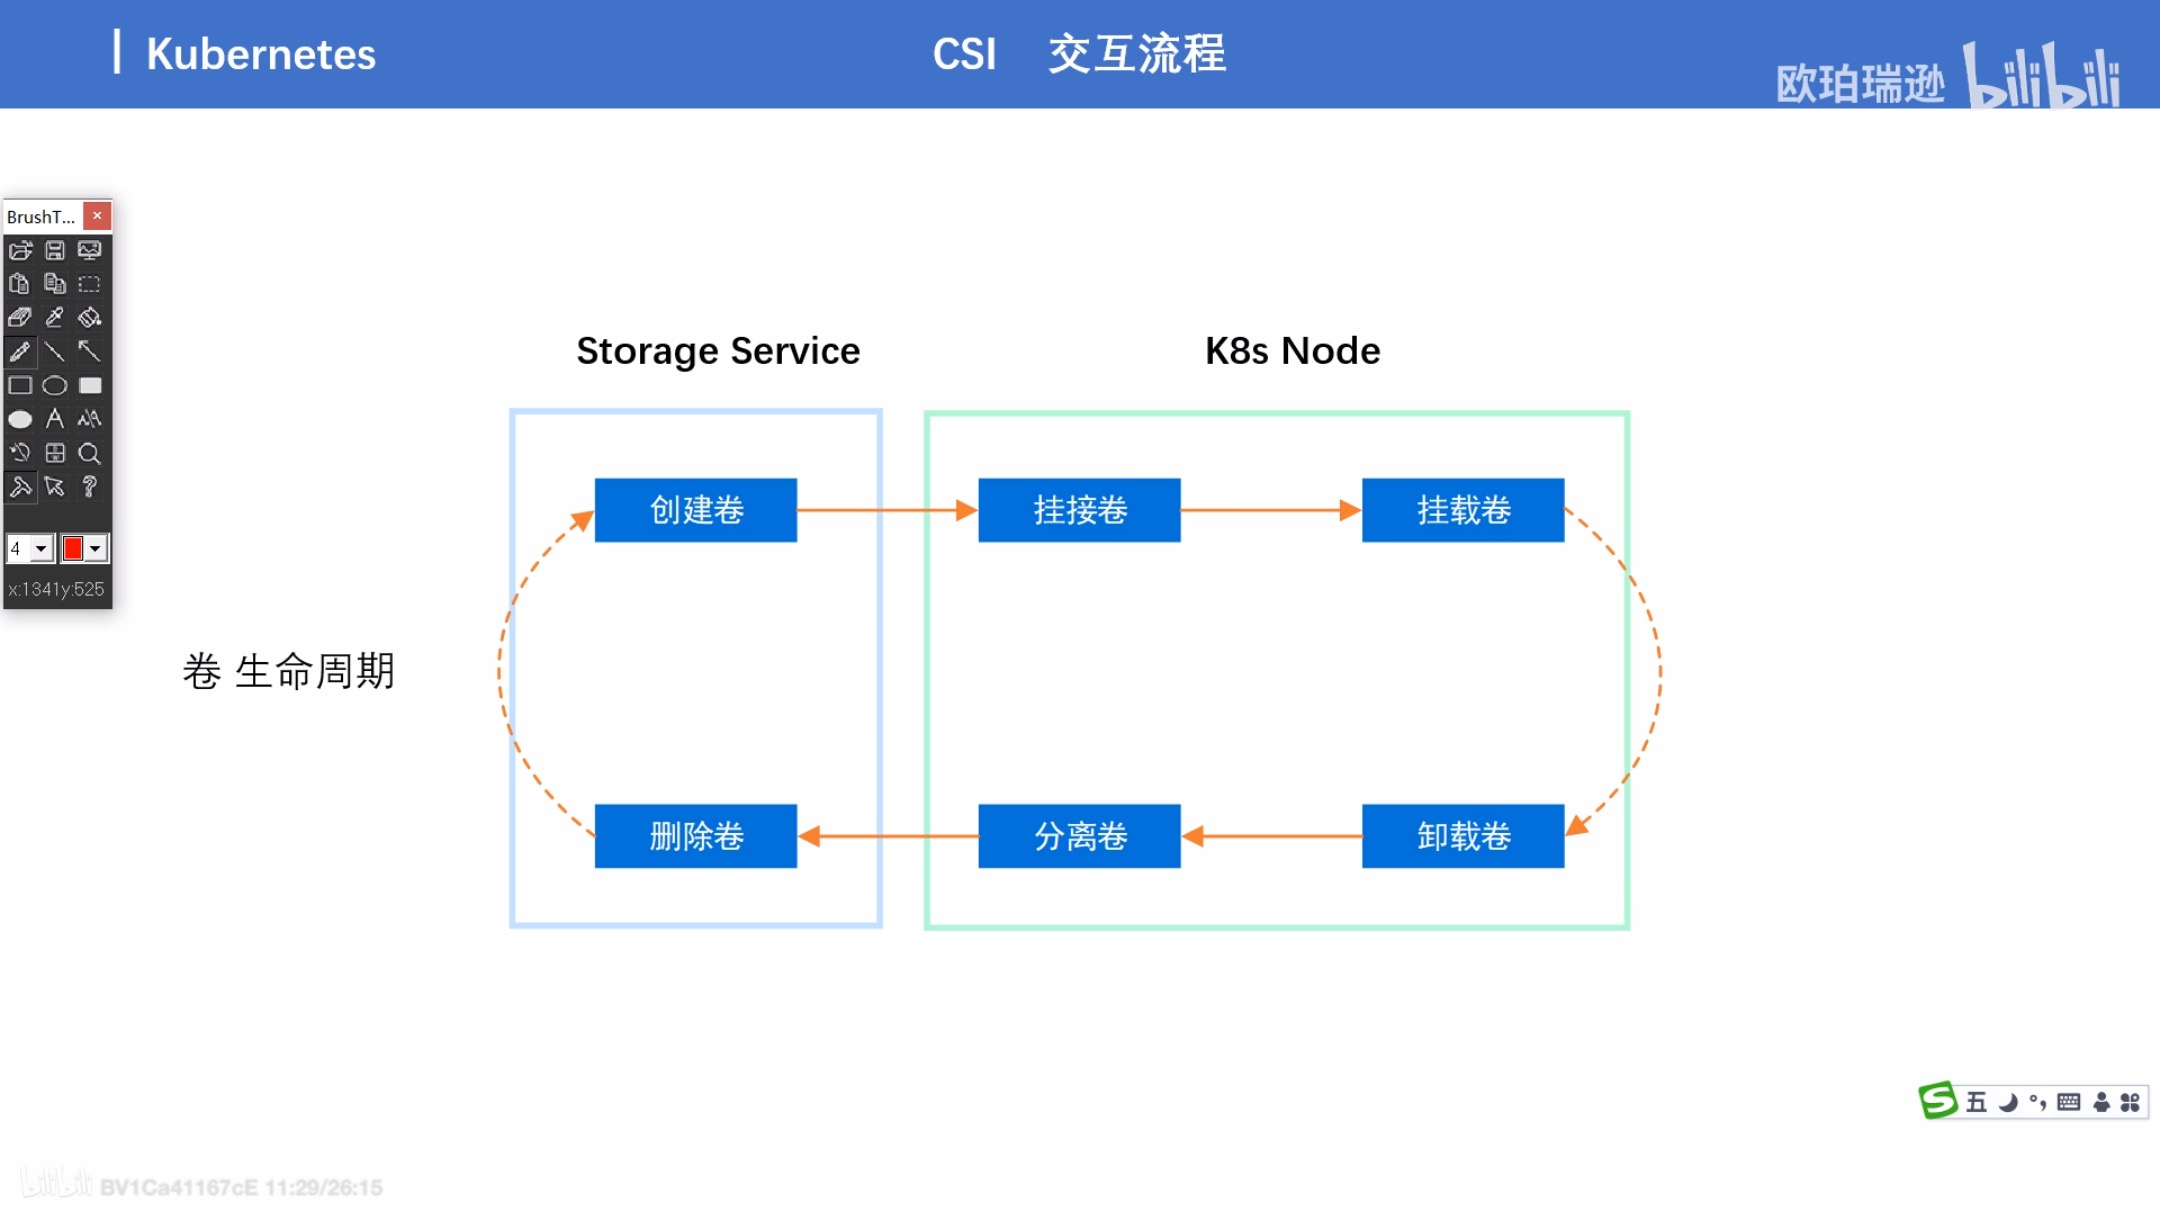 Kubernetes
CSI 交互流程
欧珀瑞逊 bilibili
BrushT...
Storage Service
K8s Node
创建卷
挂接卷
挂载卷
4
x:1341y:525
卷 生命周期
删除卷
分离卷
卸载卷
五
bilibili BV1Ca41167cE 11:29/26:15